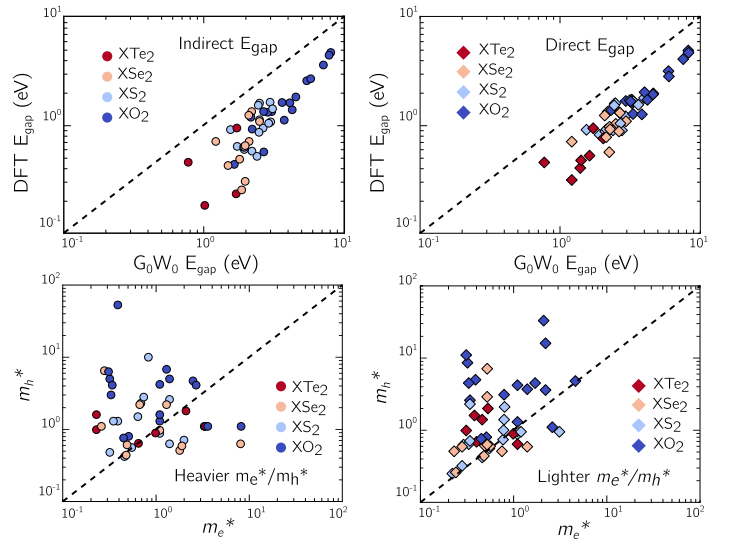 10¹
10⁰
10⁻¹
DFT E_gap (eV)
Indirect E_gap
XTe₂
XSe₂
XS₂
XO₂
10⁻¹ 10⁰ 10¹
G₀W₀ E_gap (eV)
10¹
10⁰
10⁻¹
DFT E_gap (eV)
Direct E_gap
XTe₂
XSe₂
XS₂
XO₂
10⁻¹ 10⁰ 10¹
G₀W₀ E_gap (eV)
10²
10¹
10⁰
10⁻¹
m_h*
XTe₂
XSe₂
XS₂
XO₂
Heavier m_e*/m_h*
10⁻¹ 10⁰ 10¹ 10²
m_e*
10²
10¹
10⁰
10⁻¹
m_h*
XTe₂
XSe₂
XS₂
XO₂
Lighter m_e*/m_h*
10⁻¹ 10⁰ 10¹ 10²
m_e*